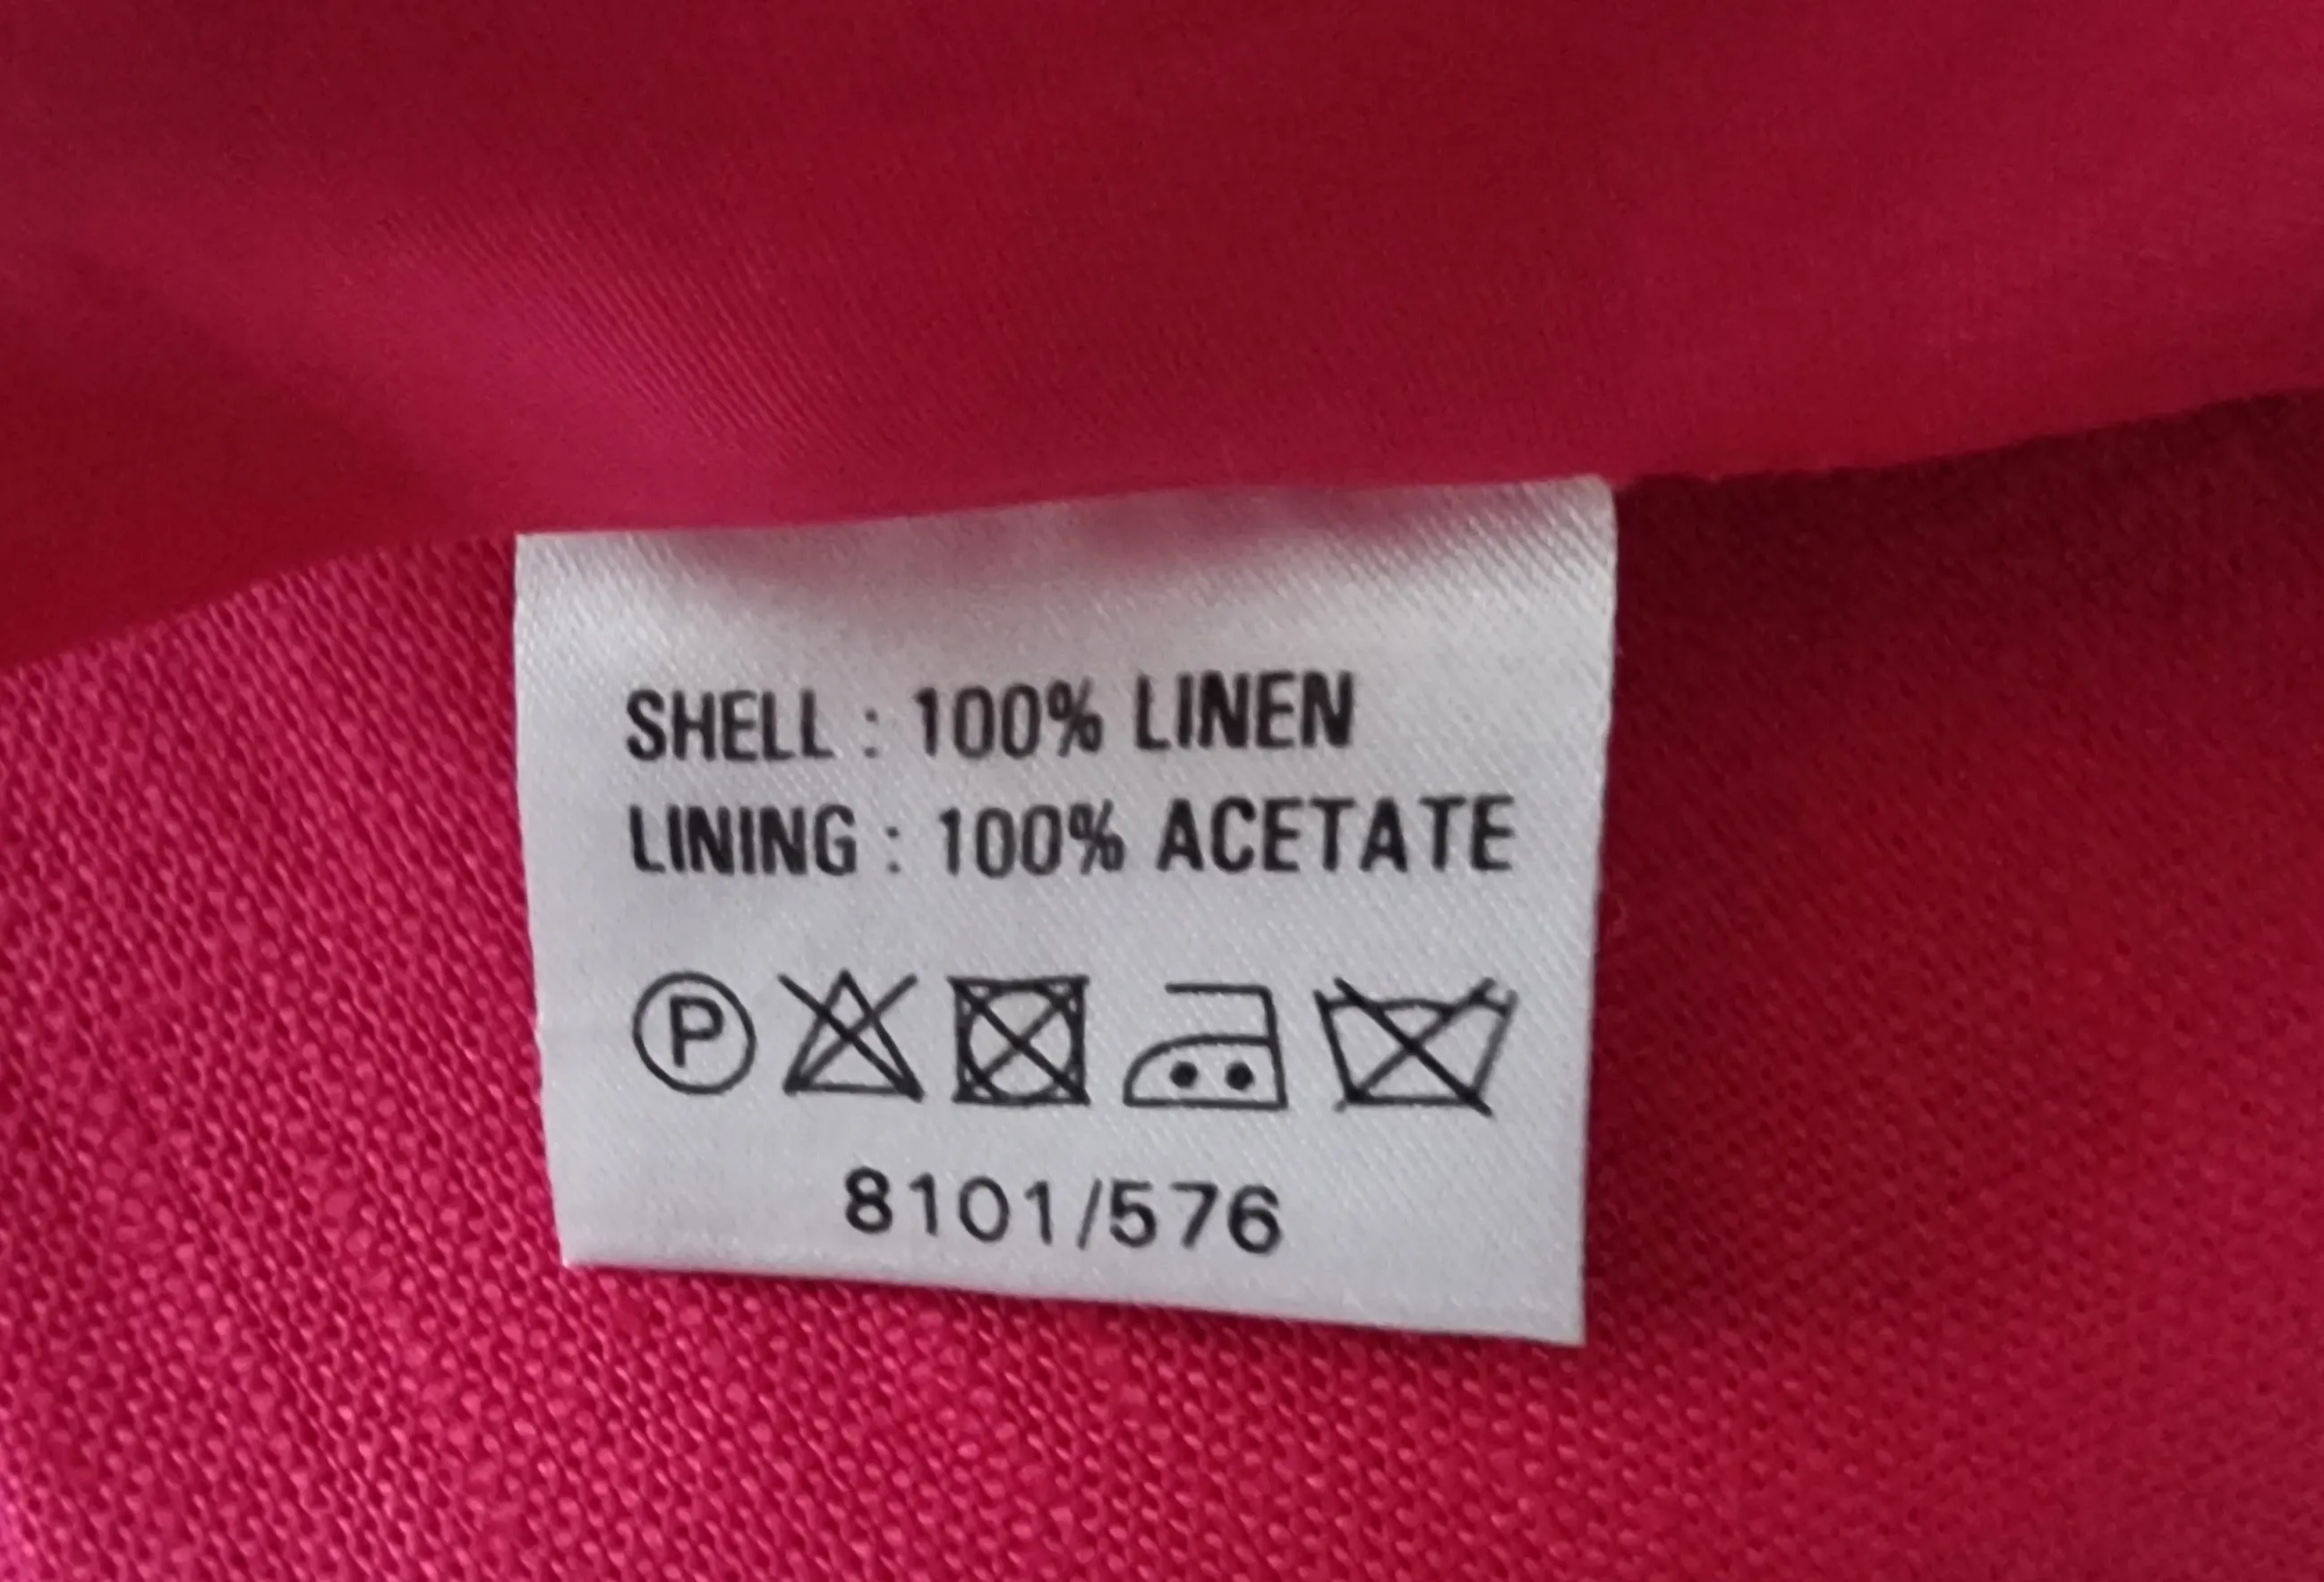 SHELL : 100% LINEN
LINING : 100% ACETATE
P
8101/576